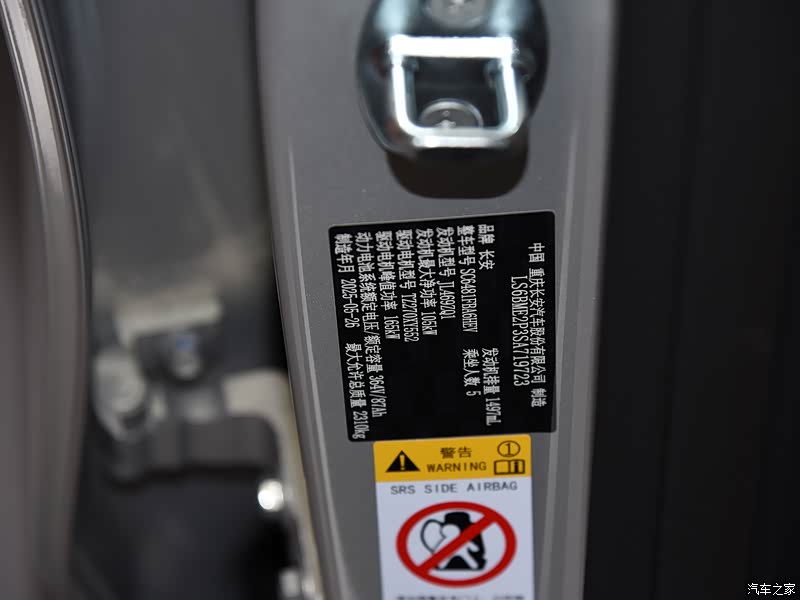 中国 重庆长安汽车股份有限公司 制造
LS6BME2P3SA719723
品牌 长安
整车型号 SC6481FBA6HEV 发动机排量 1497mL
发动机型号 JL469ZQ1 乘坐人数 5
发动机最大净功率 105kW
驱动电机型号 TZ270XY552
驱动电机峰值功率 165kW
动力电池系统额定电压/额定容量 364V/87Ah
制造年月 2025-05-26 最大允许总质量 2310kg
警告
WARNING
1
SRS SIDE AIRBAG
汽车之家